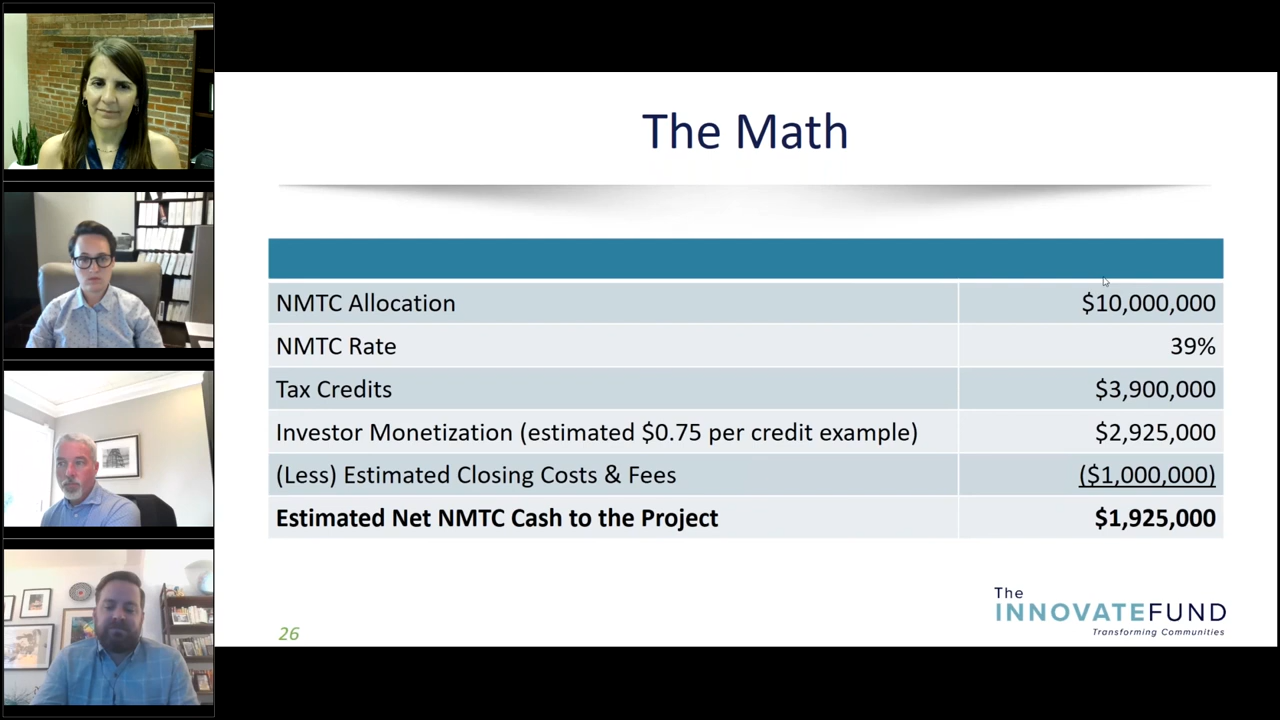 The Math
NMTC Allocation $10,000,000
NMTC Rate 39%
Tax Credits $3,900,000
Investor Monetization (estimated $0.75 per credit example) $2,925,000
(Less) Estimated Closing Costs & Fees ($1,000,000)
Estimated Net NMTC Cash to the Project $1,925,000
The
INNOVATEFUND
Transforming Communities
26